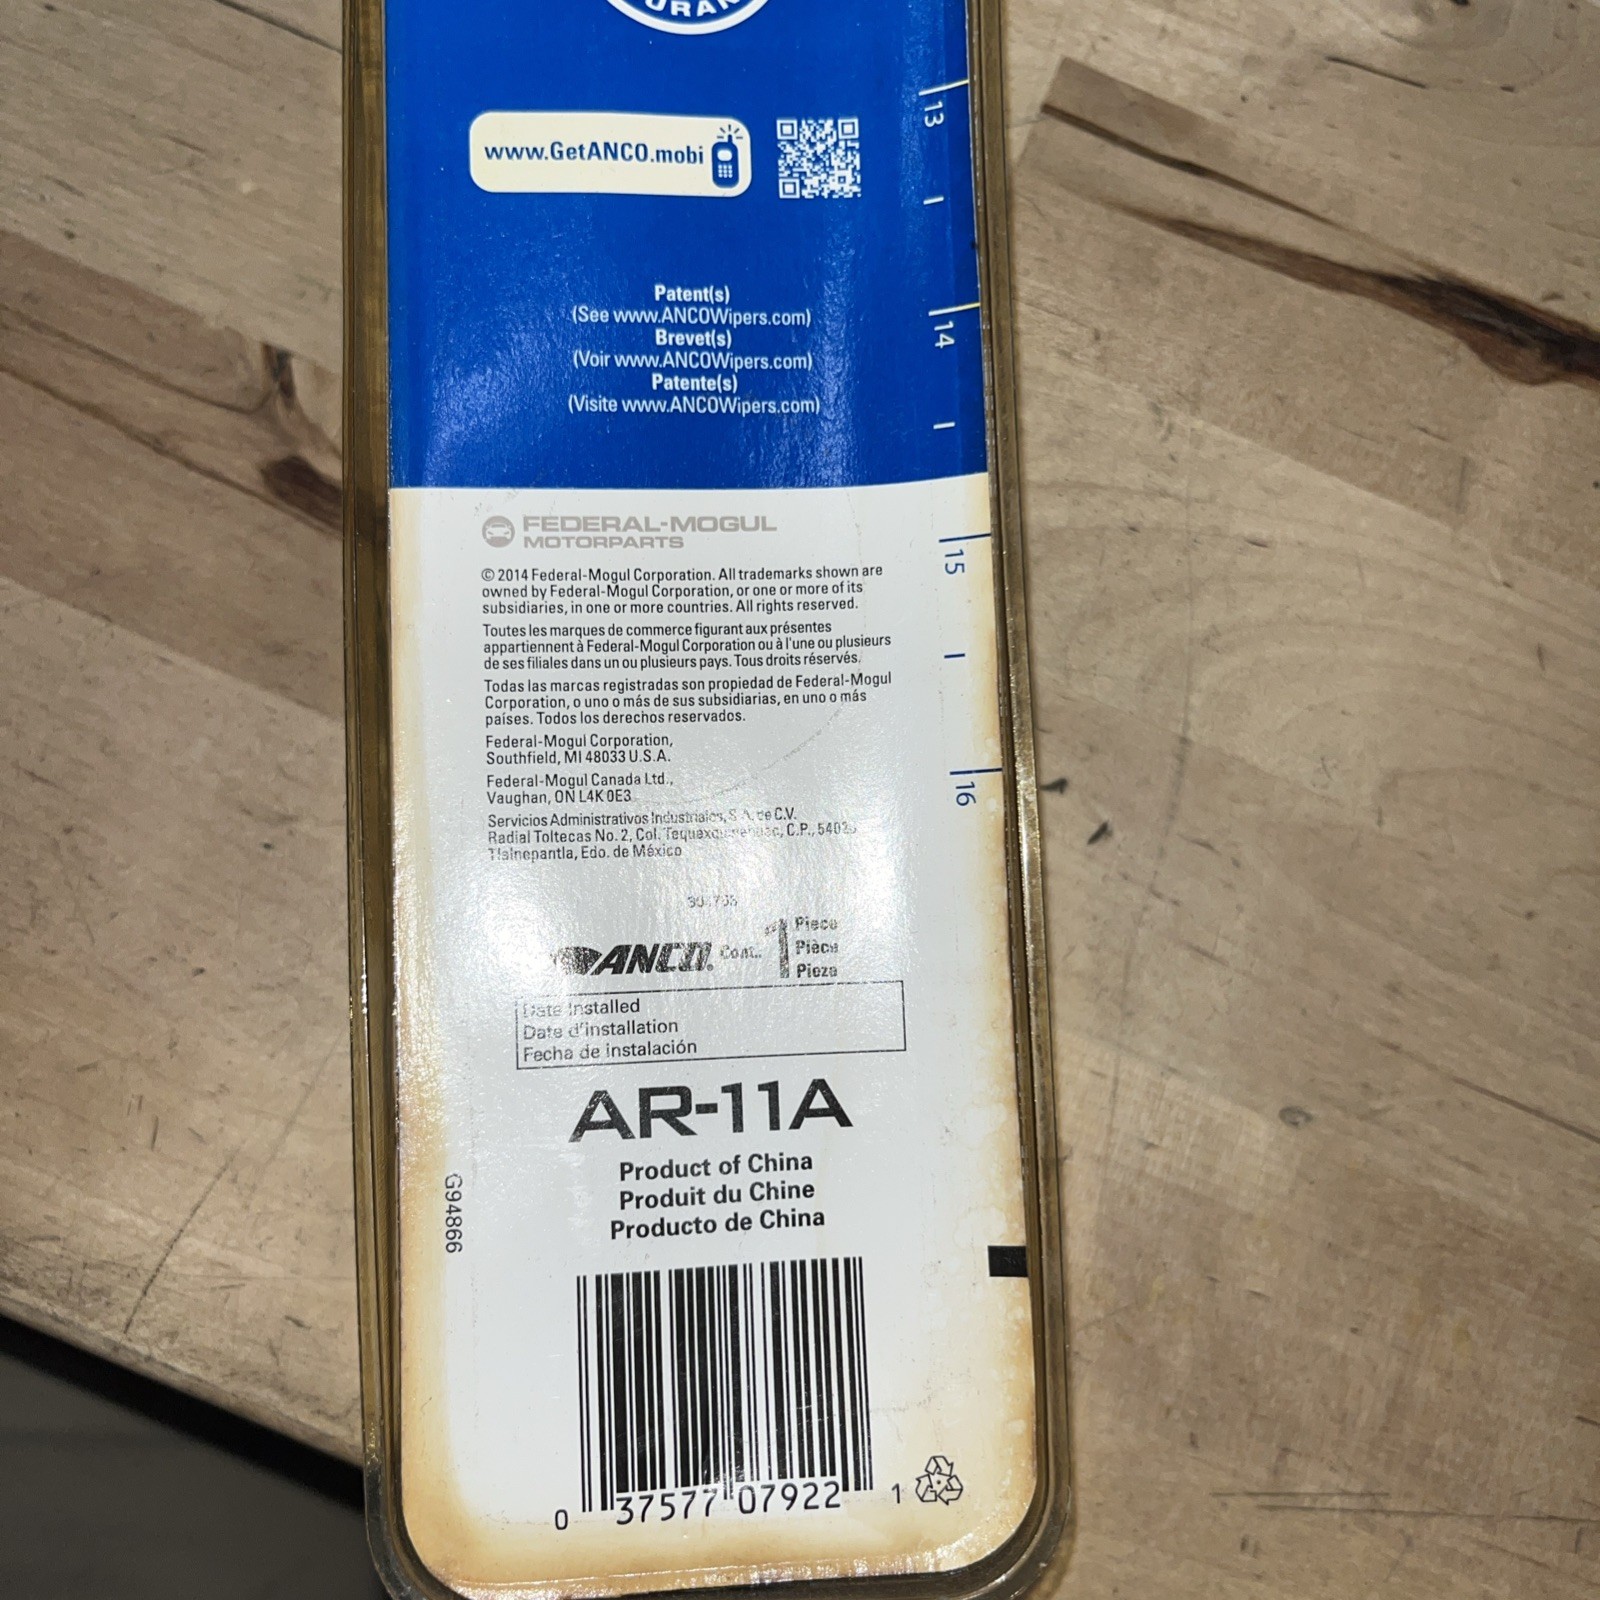 www.GetANCO.mobi
13
Patent(s)
(See www.ANCOWipers.com)
Brevet(s)
(Voir www.ANCOWipers.com)
Patente(s)
(Visite www.ANCOWipers.com)
14
FEDERAL-MOGUL
MOTORPARTS
15
© 2014 Federal-Mogul Corporation. All trademarks shown are
owned by Federal-Mogul Corporation, or one or more of its
subsidiaries, in one or more countries. All rights reserved.
Toutes les marques de commerce figurant aux présentes
appartiennent à Federal-Mogul Corporation ou à l'une ou plusieurs
de ses filiales dans un ou plusieurs pays. Tous droits réservés.
Todas las marcas registradas son propiedad de Federal-Mogul
Corporation, o uno o más de sus subsidiarias, en uno o más
países. Todos los derechos reservados.
Federal-Mogul Corporation,
Southfield, MI 48033 U.S.A.
Federal-Mogul Canada Ltd.,
Vaughan, ON L4K 0E3
16
Servicios Administrativos Industriales, S.A. de C.V.
Radial Toltecas No. 2, Col. C.P.,
Tlalnepantla, Edo. de México
ANCO. Cont.. 1 Piece
Pièce
Pieza
Date Installed
Date d'installation
Fecha de instalación
AR-11A
Product of China
Produit du Chine
Producto de China
G94866
0 37577 07922 1